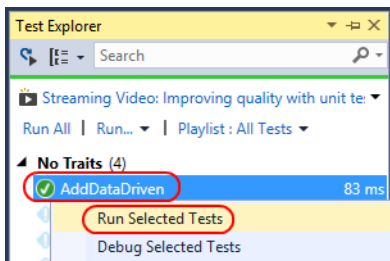 Test Explorer
Search
Streaming Video: Improving quality with unit te
Run All | Run... | Playlist : All Tests
No Traits (4)
AddDataDriven 83 ms
Run Selected Tests
Debug Selected Tests